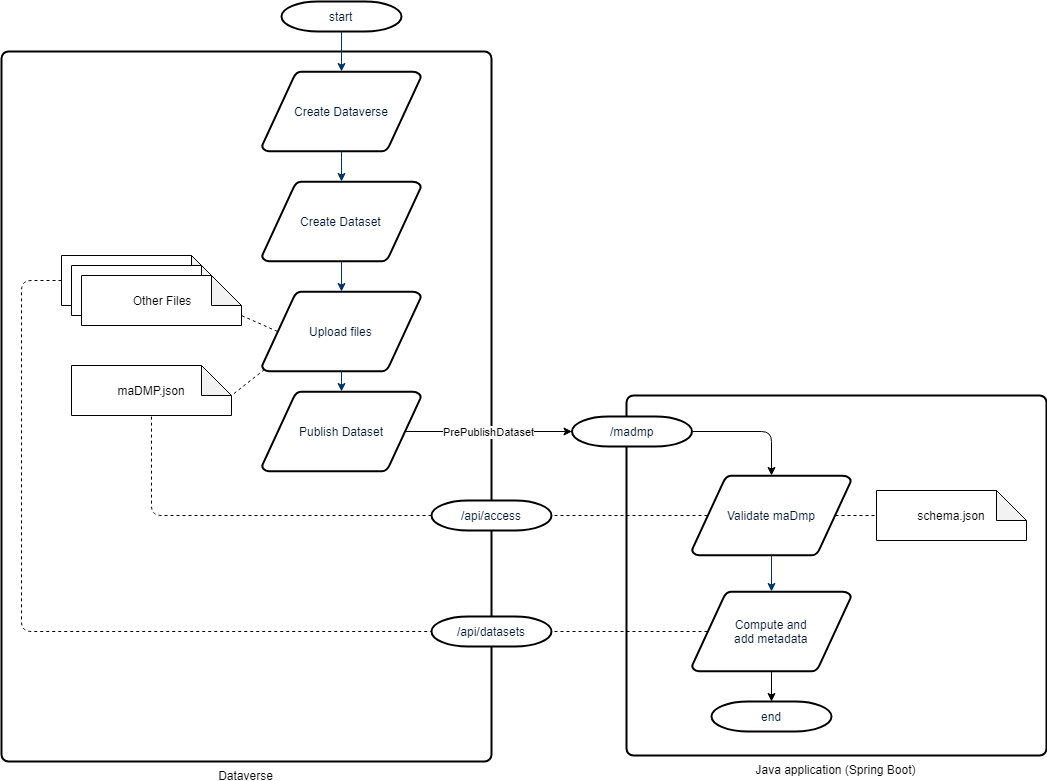 start
Create Dataverse
Create Dataset
Other Files
Upload files
maDMP.json
Publish Dataset
PrePublishDataset
/madmp
/api/access
Validate maDmp
schema.json
/api/datasets
Compute and
add metadata
end
Dataverse
Java application (Spring Boot)